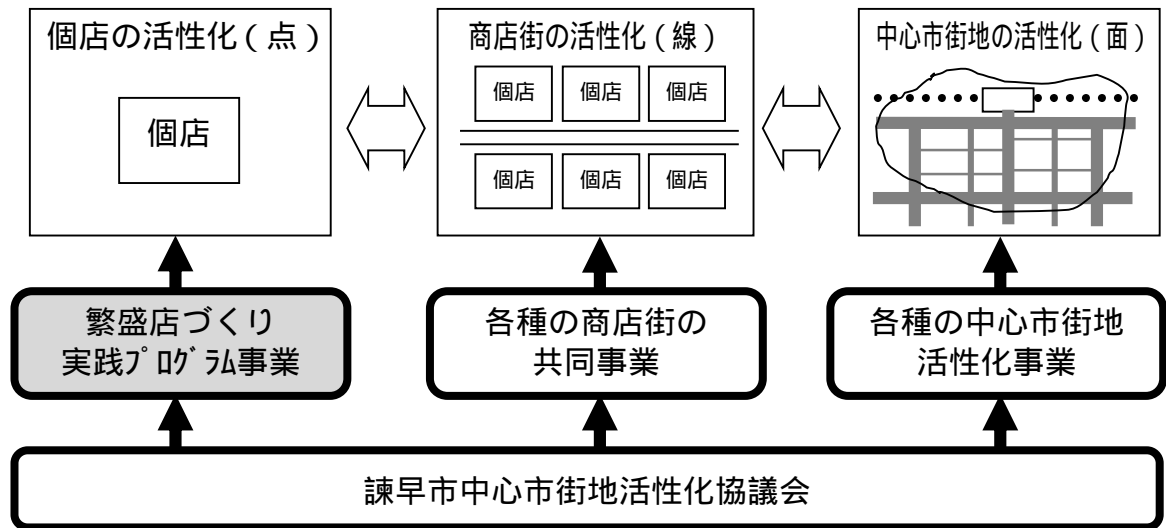 個店の活性化(点)
個店
商店街の活性化(線)
個店 個店 個店
個店 個店 個店
中心市街地の活性化(面)
繁盛店づくり
実践プログラム事業
各種の商店街の
共同事業
各種の中心市街地
活性化事業
諫早市中心市街地活性化協議会